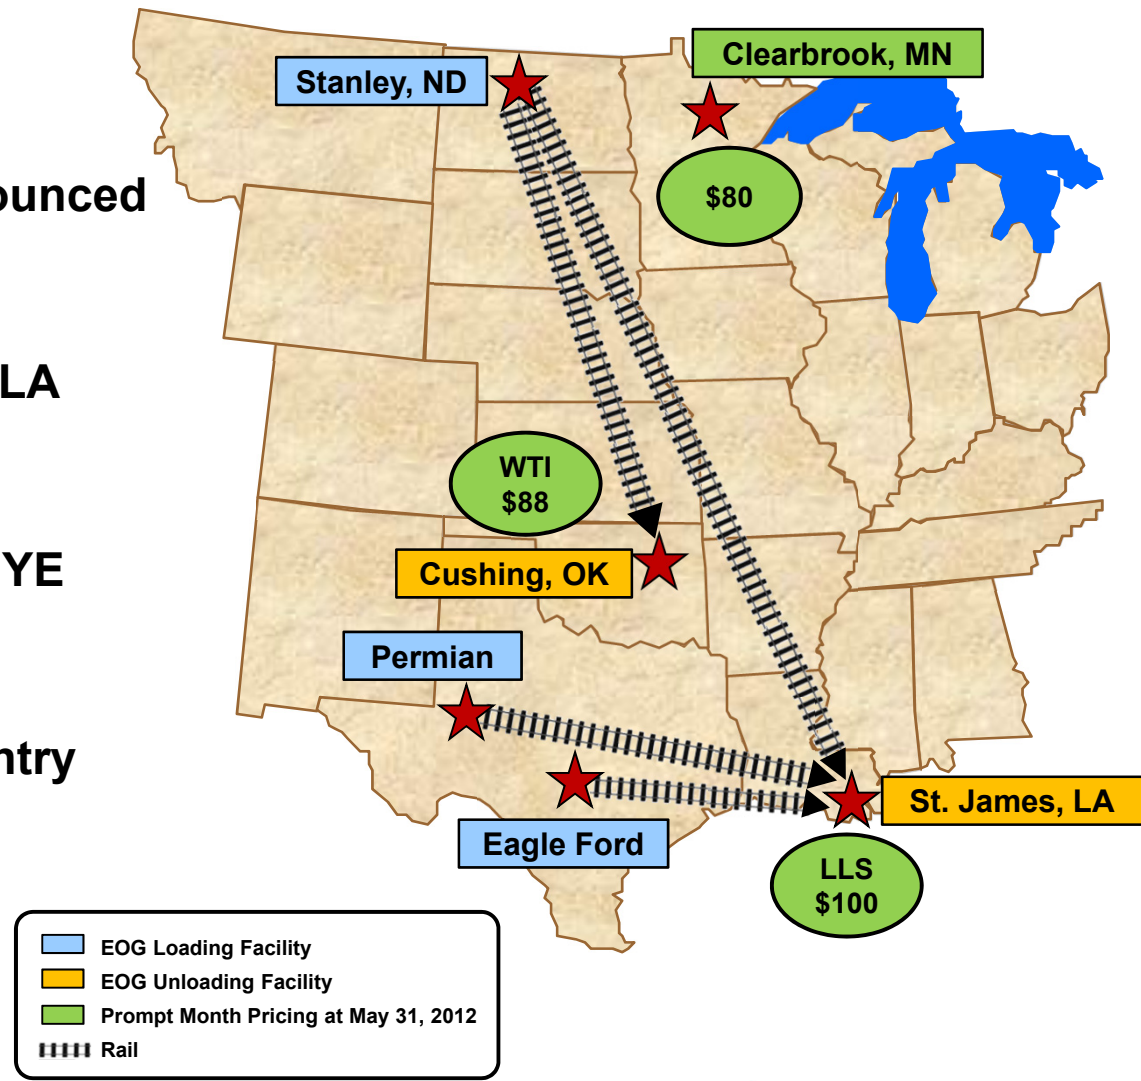 Clearbrook, MN
Stanley, ND
ounced
$80
LA
WTI
$88
YE
Cushing, OK
Permian
ntry
St. James, LA
Eagle Ford
LLS
$100
EOG Loading Facility
EOG Unloading Facility
Prompt Month Pricing at May 31, 2012
Rail